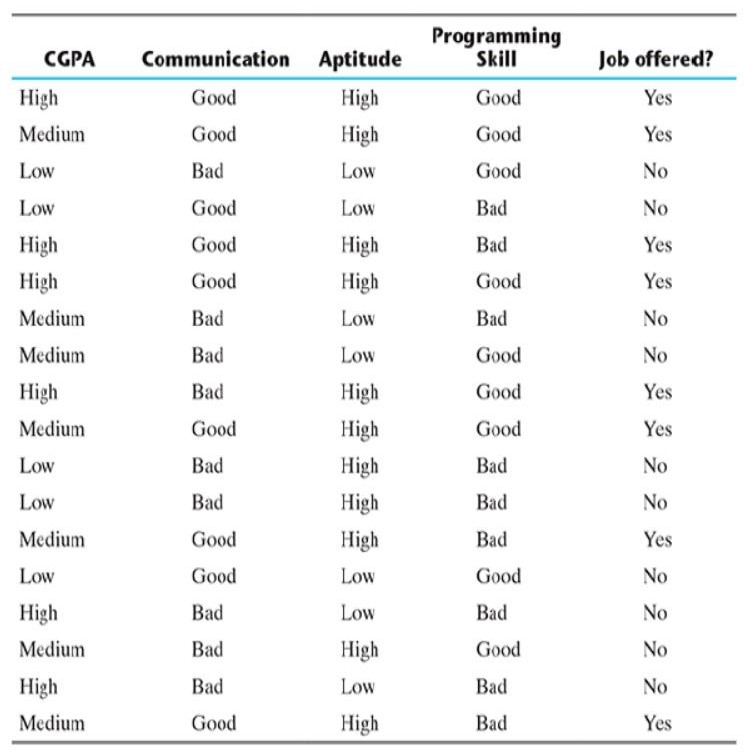 CGPA Communication Aptitude Programming Skill Job offered?
High Good High Good Yes
Medium Good High Good Yes
Low Bad Low Good No
Low Good Low Bad No
High Good High Bad Yes
High Good High Good Yes
Medium Bad Low Bad No
Medium Bad Low Good No
High Bad High Good Yes
Medium Good High Good Yes
Low Bad High Bad No
Low Bad High Bad No
Medium Good High Bad Yes
Low Good Low Good No
High Bad Low Bad No
Medium Bad High Good No
High Bad Low Bad No
Medium Good High Bad Yes